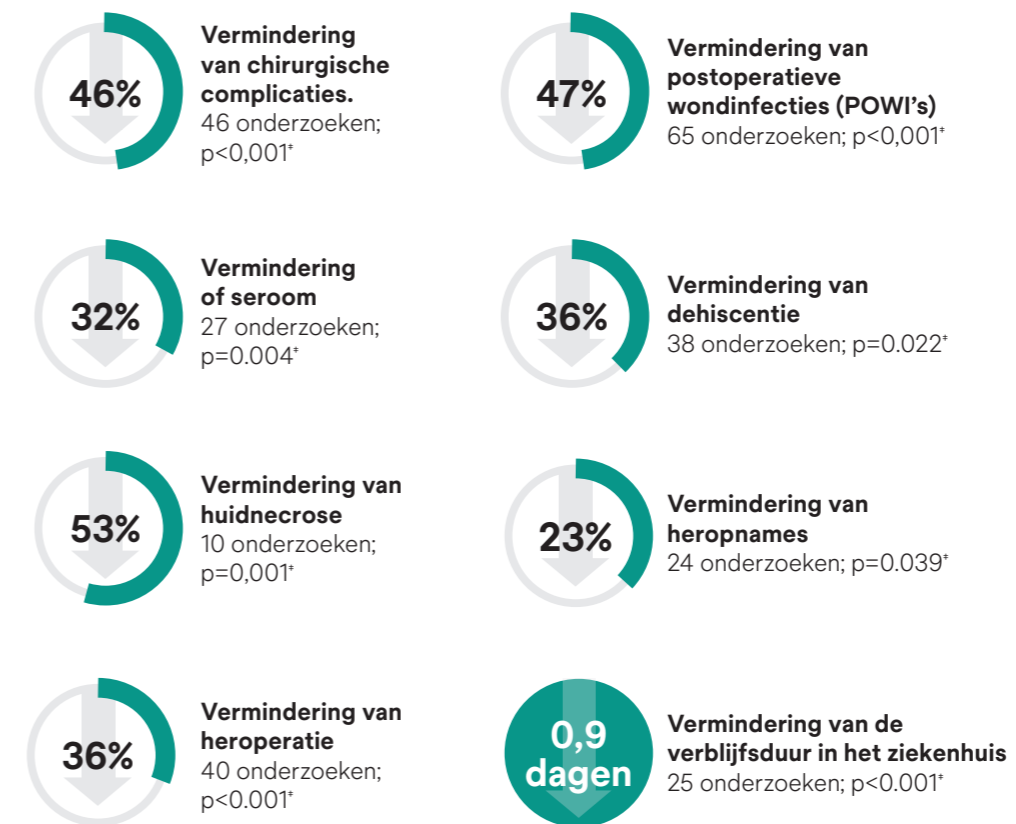 46%
Vermindering
van chirurgische
complicaties.
46 onderzoeken;
p<0,001‡
47%
Vermindering van
postoperatieve
wondinfecties (POWI’s)
65 onderzoeken; p<0,001‡
32%
Vermindering
of seroom
27 onderzoeken;
p=0.004‡
36%
Vermindering van
dehiscentie
38 onderzoeken; p=0.022‡
53%
Vermindering van
huidnecrose
10 onderzoeken;
p=0,001‡
23%
Vermindering van
heropnames
24 onderzoeken; p=0.039‡
36%
Vermindering van
heroperatie
40 onderzoeken;
p<0.001‡
0,9
dagen
Vermindering van de
verblijfsduur in het ziekenhuis
25 onderzoeken; p<0.001‡